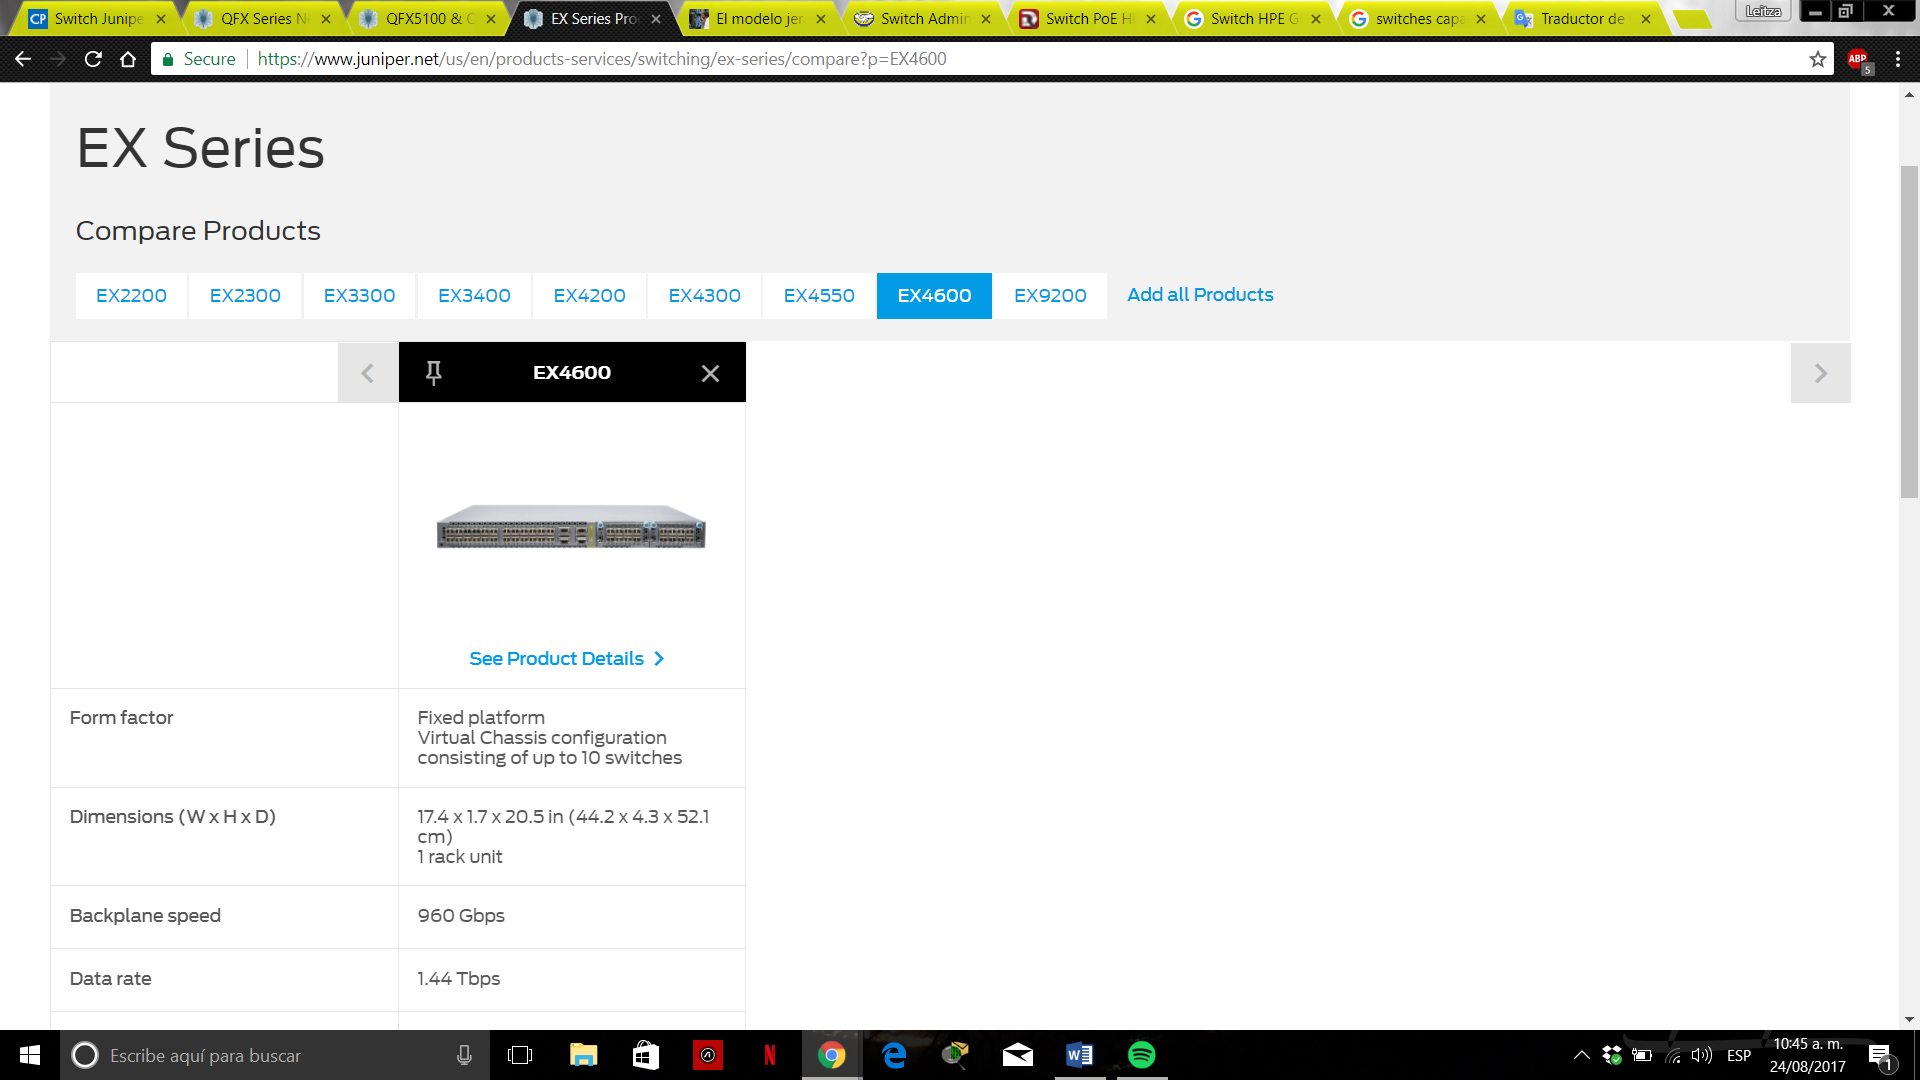 Switch Junipe
QFX Series Ne
QFX5100 & C
EX Series Pro
El modelo jer
Switch Admin
Switch PoE H
Switch HPE G
switches capa
Traductor de
Leitza
Secure
https://www.juniper.net/us/en/products-services/switching/ex-series/compare?p=EX4600
ABP
5
EX Series
Compare Products
EX2200
EX2300
EX3300
EX3400
EX4200
EX4300
EX4550
EX4600
EX9200
Add all Products
EX4600
See Product Details
Form factor
Fixed platform
Virtual Chassis configuration
consisting of up to 10 switches
Dimensions (W x H x D)
17.4 x 1.7 x 20.5 in (44.2 x 4.3 x 52.1
cm)
1 rack unit
Backplane speed
960 Gbps
Data rate
1.44 Tbps
Escribe aquí para buscar
ESP
10:45 a. m.
24/08/2017
1